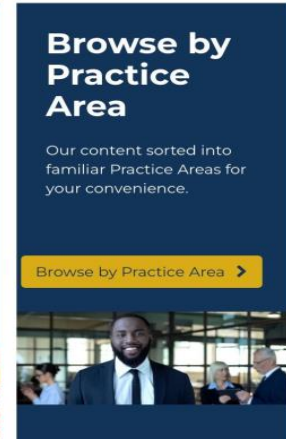 Browse by
Practice
Area
Our content sorted into
familiar Practice Areas for
your convenience.
Browse by Practice Area